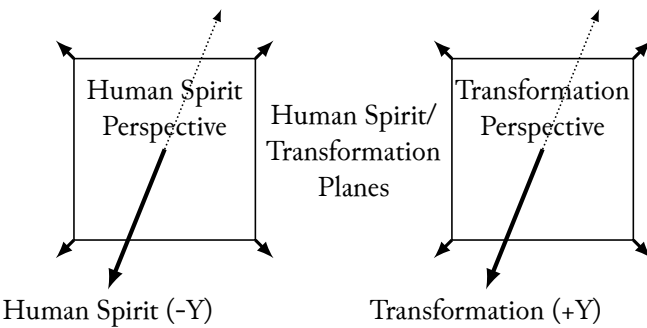 Human Spirit
Perspective
Human Spirit/
Transformation
Planes
Transformation
Perspective
Human Spirit (-Y)
Transformation (+Y)